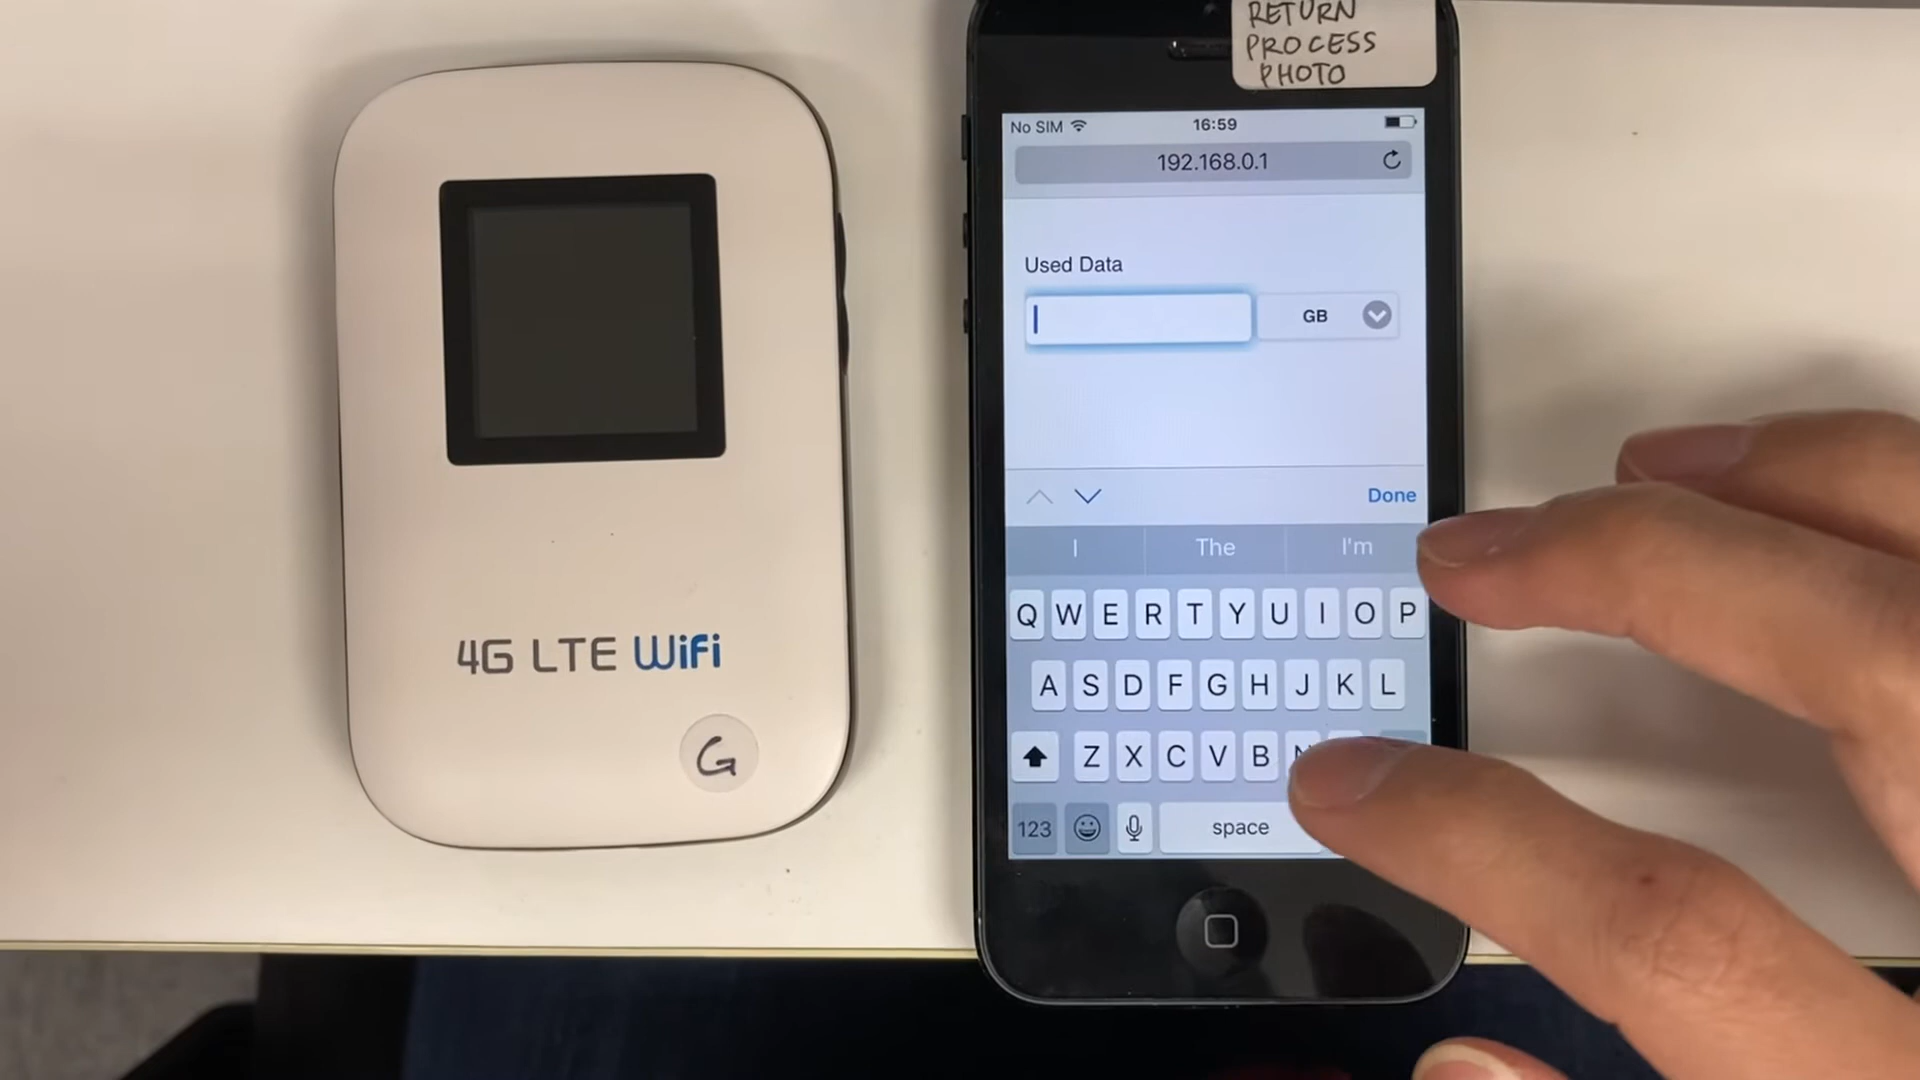 RETURN
PROCESS
PHOTO
No SIM 16:59
192.168.0.1
Used Data
GB
Done
I The I'm
Q W E R T Y U I O P
A S D F G H J K L
Z X C V B N
123 space
4G LTE WiFi
G